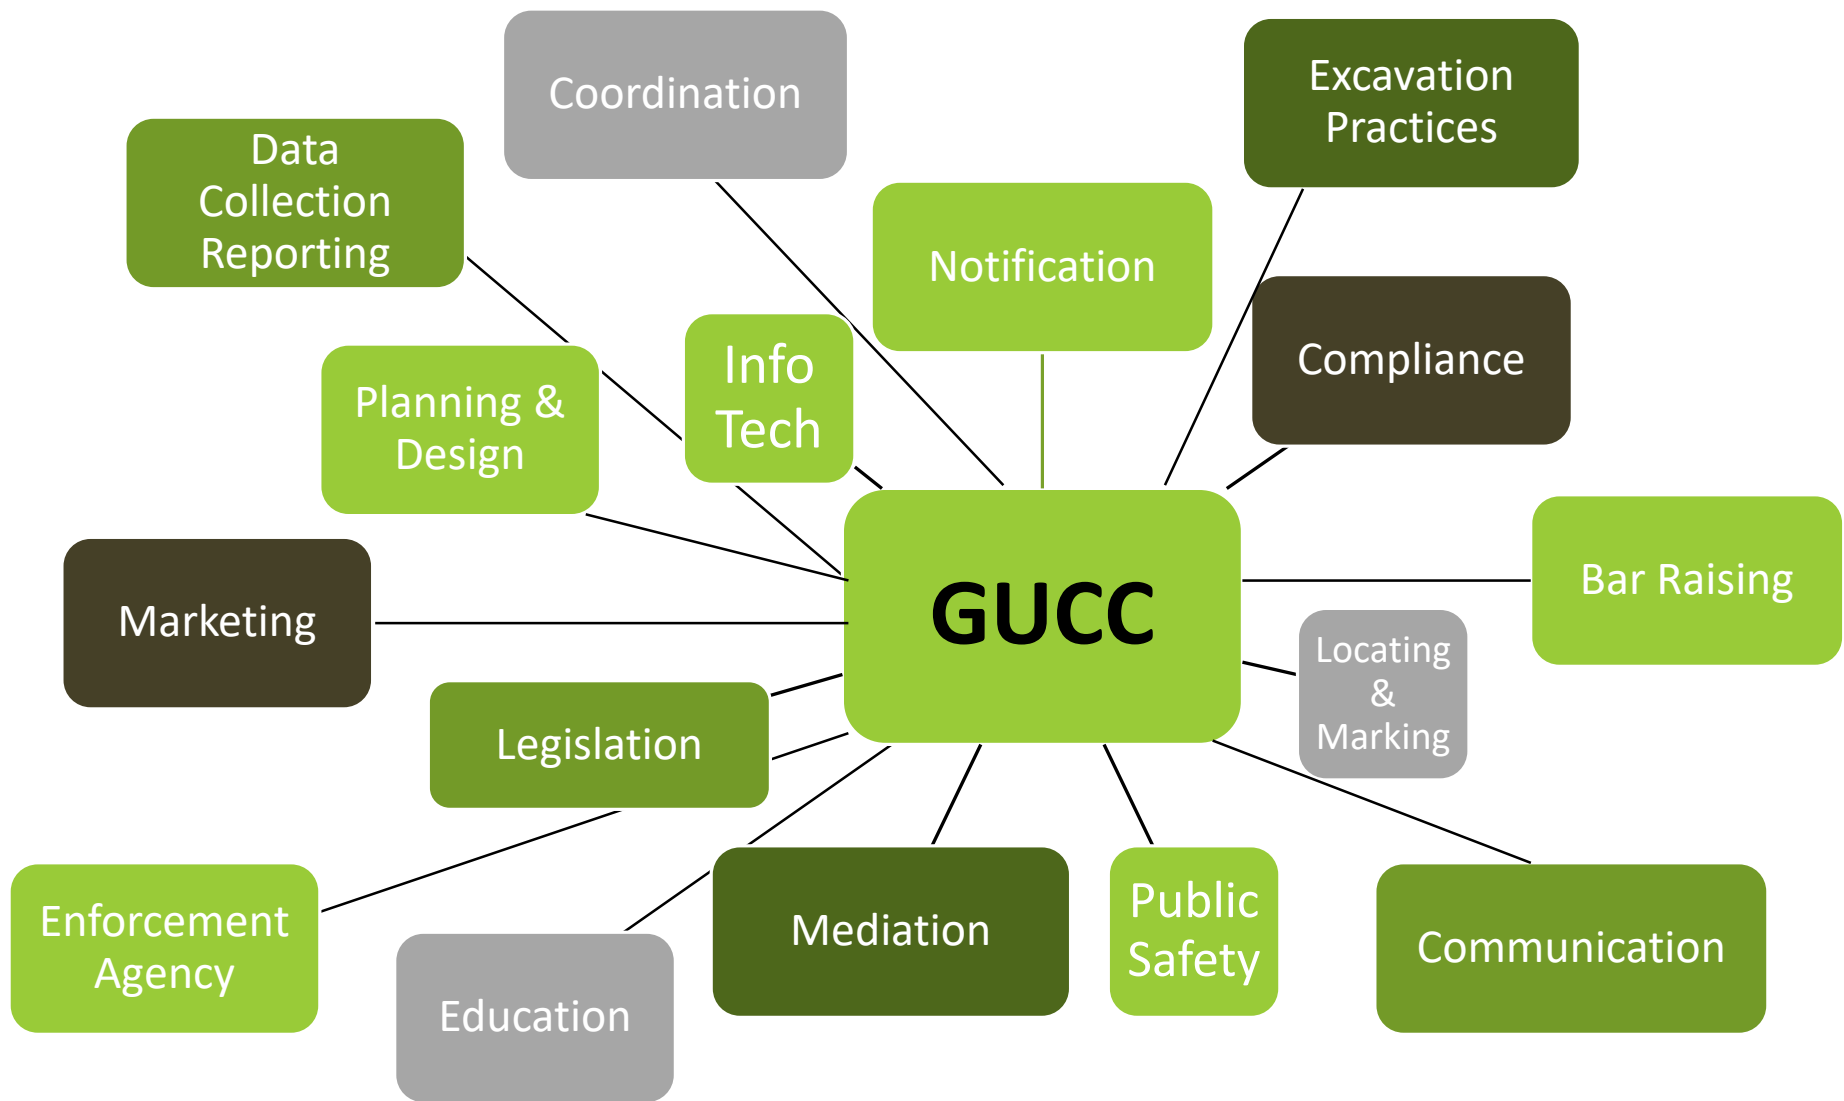 Coordination
Excavation
Practices
Data
Collection
Reporting
Notification
Info
Tech
Compliance
Planning &
Design
Bar Raising
Marketing
GUCC
Locating
&
Marking
Legislation
Enforcement
Agency
Education
Mediation
Public
Safety
Communication